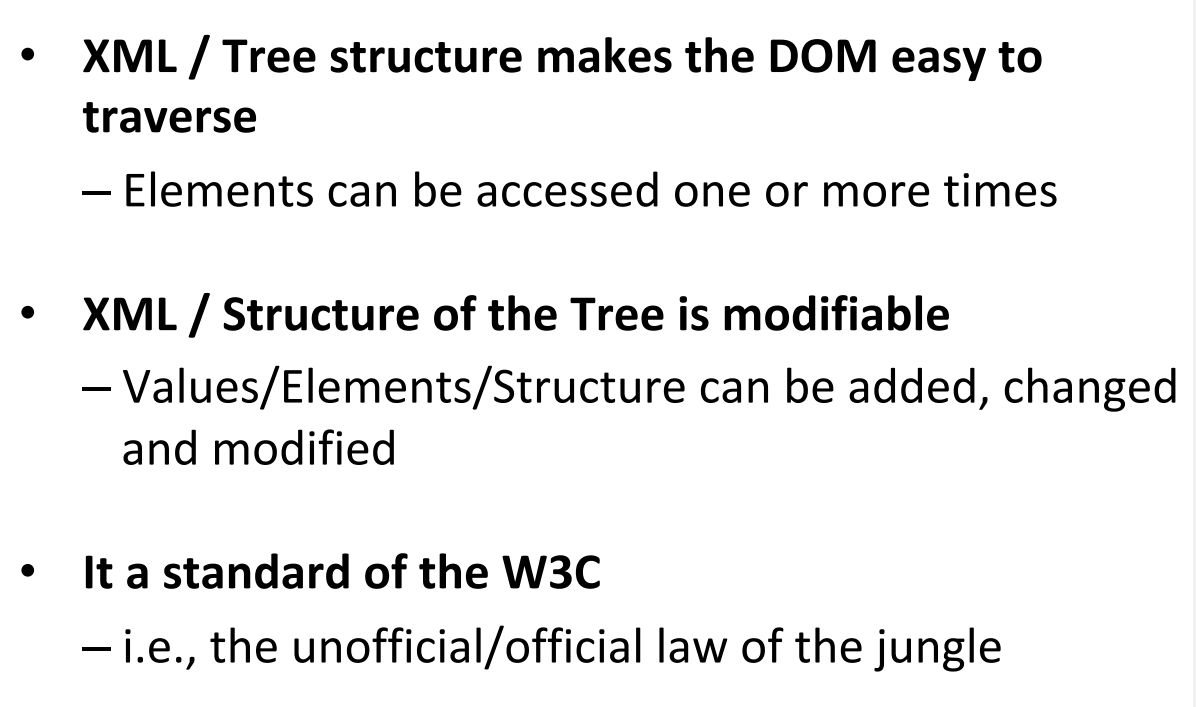 • XML / Tree structure makes the DOM easy to
traverse
– Elements can be accessed one or more times
• XML / Structure of the Tree is modifiable
– Values/Elements/Structure can be added, changed
and modified
• It a standard of the W3C
– i.e., the unofficial/official law of the jungle